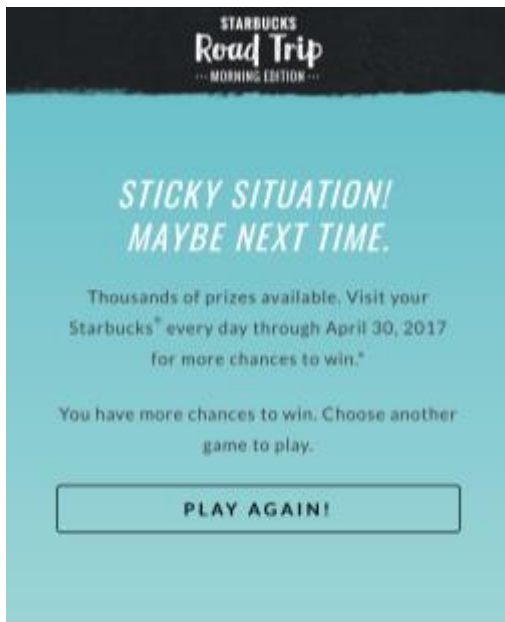 STARBUCKS
Road Trip
··· MORNING EDITION ···
STICKY SITUATION!
MAYBE NEXT TIME.
Thousands of prizes available. Visit your
Starbucks® every day through April 30, 2017
for more chances to win.*
You have more chances to win. Choose another
game to play.
PLAY AGAIN!